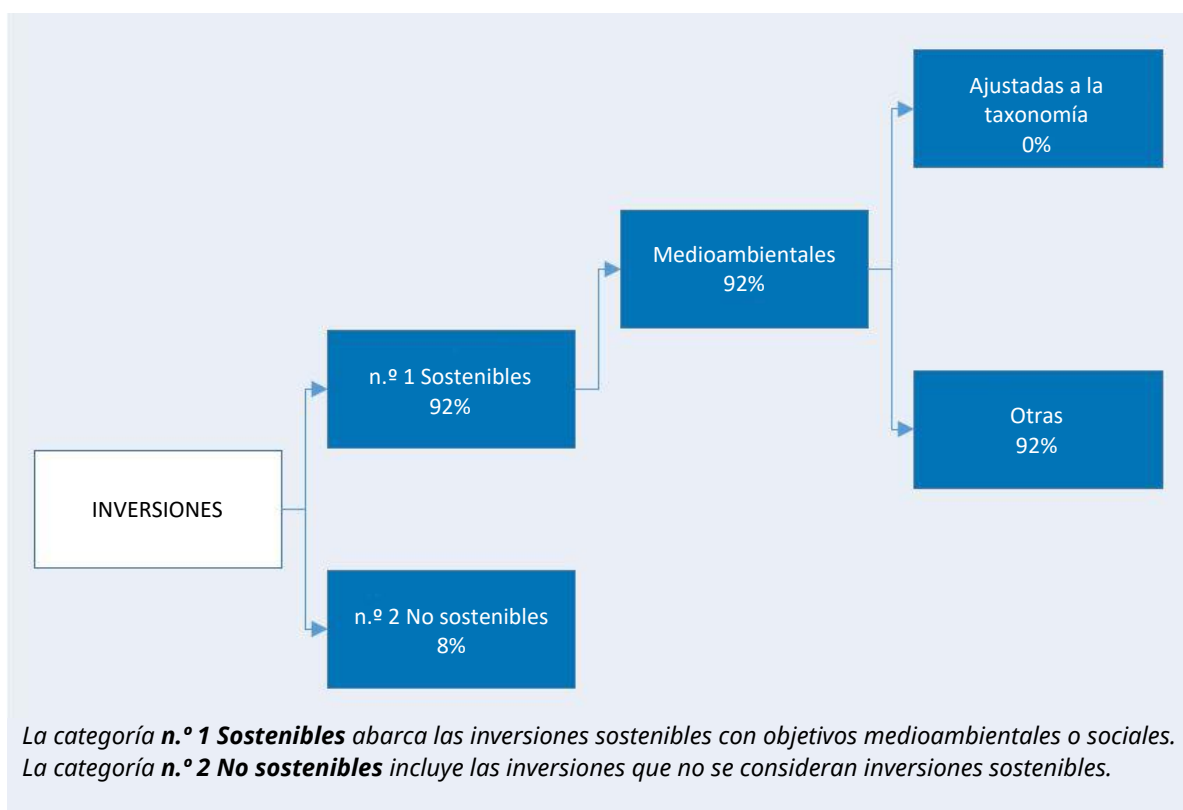 Ajustadas a la
taxonomía
0%
Medioambientales
92%
n.º 1 Sostenibles
92%
Otras
92%
INVERSIONES
n.º 2 No sostenibles
8%
La categoría n.º 1 Sostenibles abarca las inversiones sostenibles con objetivos medioambientales o sociales.
La categoría n.º 2 No sostenibles incluye las inversiones que no se consideran inversiones sostenibles.